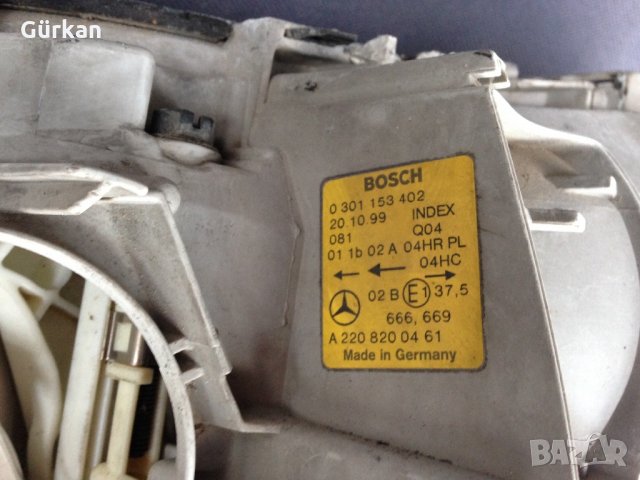 Gürkan
BOSCH
0 301 153 402
20.10.99 INDEX
081 Q04
01 1b 02 A 04HR PL
04HC
02 B E1 37,5
666, 669
A 220 820 04 61
Made in Germany
BAZAR